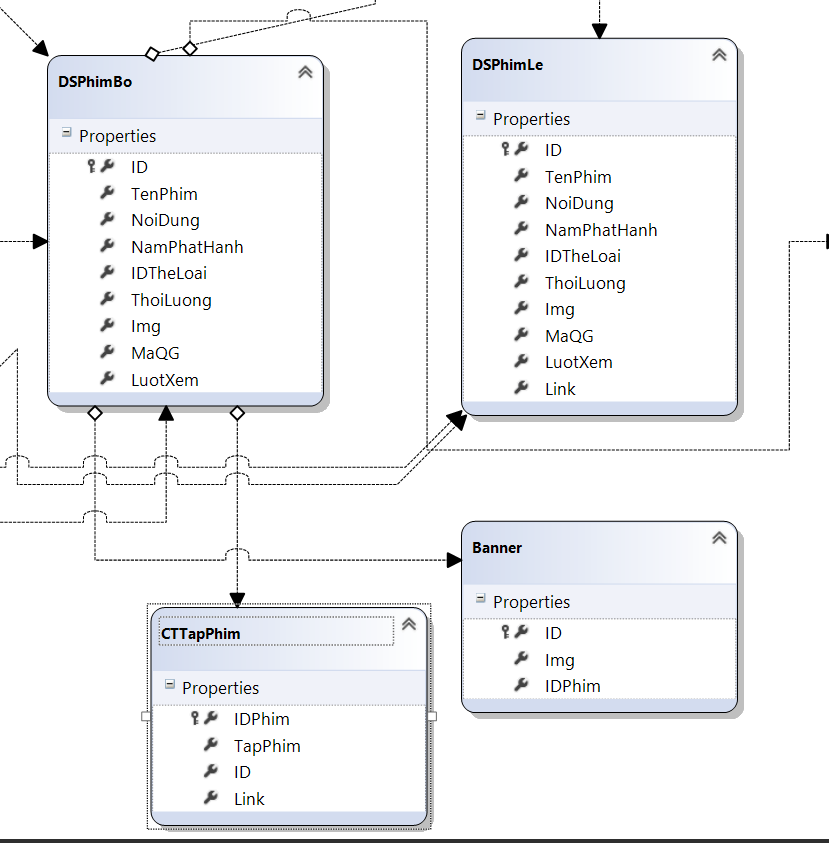 DSPhimBo
Properties
ID
TenPhim
NoiDung
NamPhatHanh
IDTheLoai
ThoiLuong
Img
MaQG
LuotXem
DSPhimLe
Properties
ID
TenPhim
NoiDung
NamPhatHanh
IDTheLoai
ThoiLuong
Img
MaQG
LuotXem
Link
Banner
Properties
ID
Img
IDPhim
CTTapPhim
Properties
IDPhim
TapPhim
ID
Link